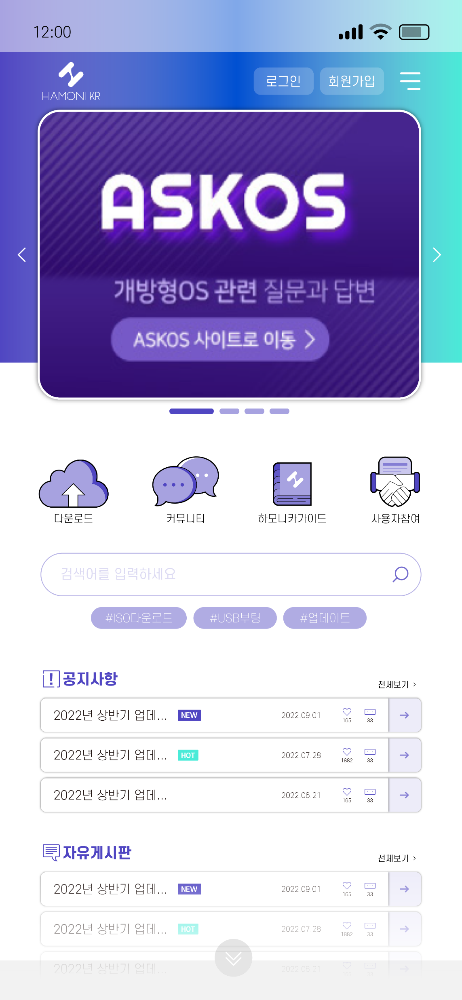 12:00
HAMONIKR
로그인
회원가입
ASKOS
개방형OS 관련 질문과 답변
ASKOS 사이트로 이동 >
다운로드
커뮤니티
하모니카가이드
사용자참여
검색어를 입력하세요
#ISO다운로드
#USB부팅
#업데이트
공지사항
전체보기 >
2022년 상반기 업데... NEW 2022.09.01 165 33
2022년 상반기 업데... HOT 2022.07.28 1882 33
2022년 상반기 업데... 2022.06.21 165 33
자유게시판
전체보기 >
2022년 상반기 업데... NEW 2022.09.01 165 33
2022년 상반기 업데... HOT 2022.07.28 1882 33
2022년 상반기 업데... 2022.06.21 165 33